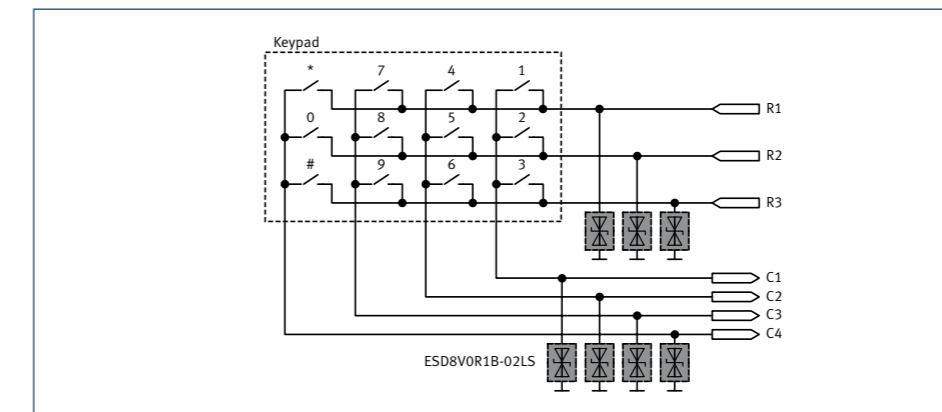 Keypad
* 7 4 1
R1
0 8 5 2
R2
# 9 6 3
R3
C1
C2
C3
C4
ESD8V0R1B-02LS